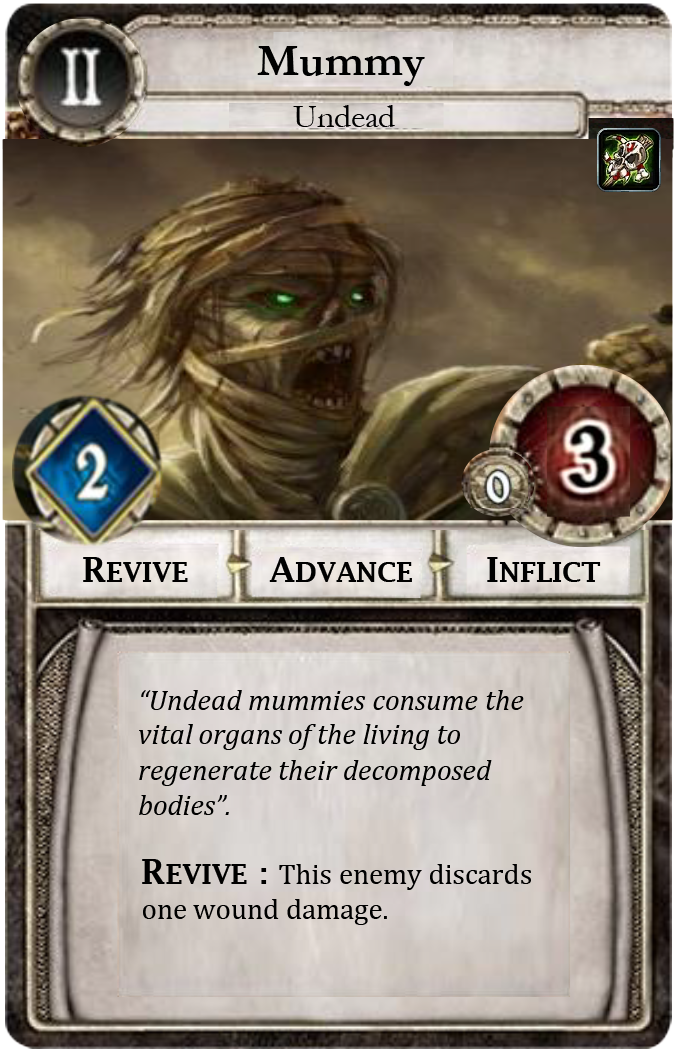 II
Mummy
Undead
2
0
3
REVIVE ADVANCE INFLICT
“Undead mummies consume the
vital organs of the living to
regenerate their decomposed
bodies”.
REVIVE : This enemy discards
one wound damage.